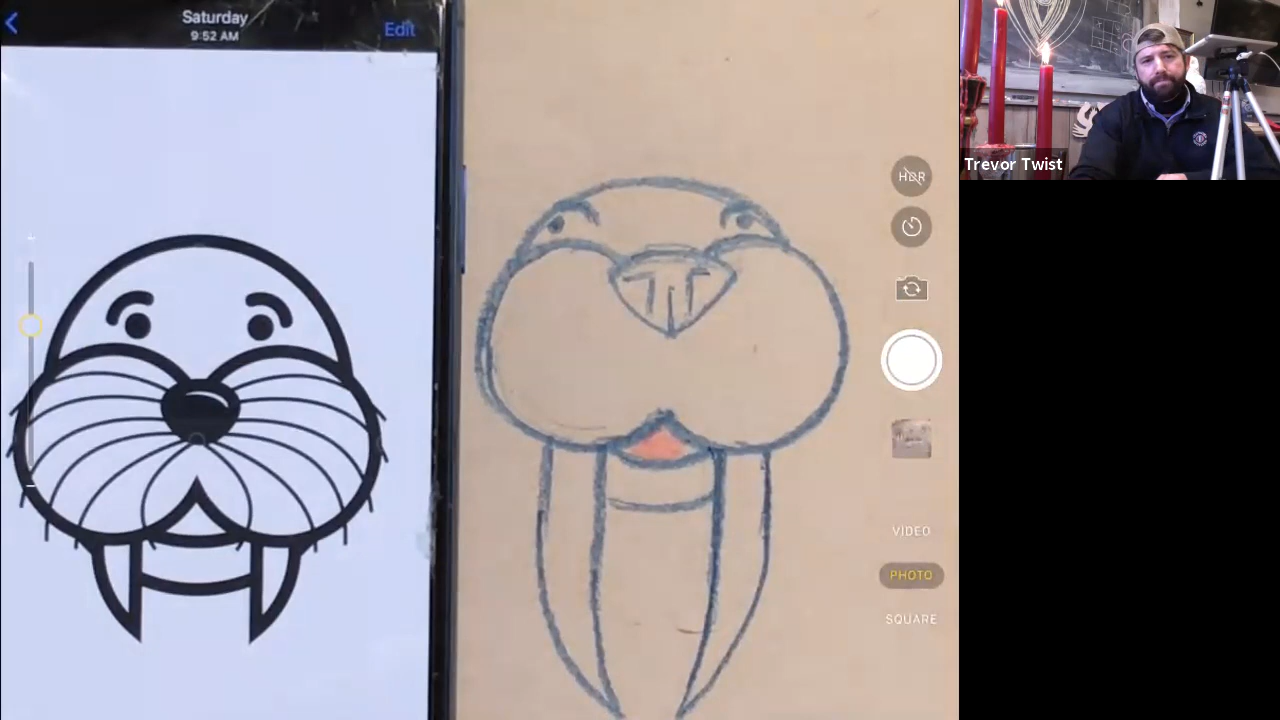 Saturday
9:52 AM
Edit
HDR
VIDEO
PHOTO
SQUARE
Trevor Twist